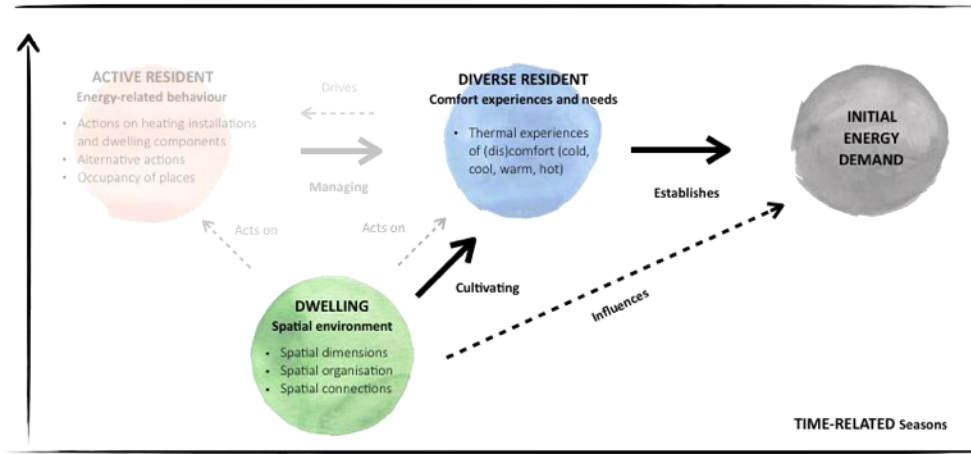 ACTIVE RESIDENT
Energy-related behaviour
• Actions on heating installations
and dwelling components
• Alternative actions
• Occupancy of places
Drives
Managing
DIVERSE RESIDENT
Comfort experiences and needs
• Thermal experiences
of (dis)comfort (cold,
cool, warm, hot)
Establishes
INITIAL
ENERGY
DEMAND
Acts on
Acts on
Cultivating
Influences
DWELLING
Spatial environment
• Spatial dimensions
• Spatial organisation
• Spatial connections
TIME-RELATED Seasons